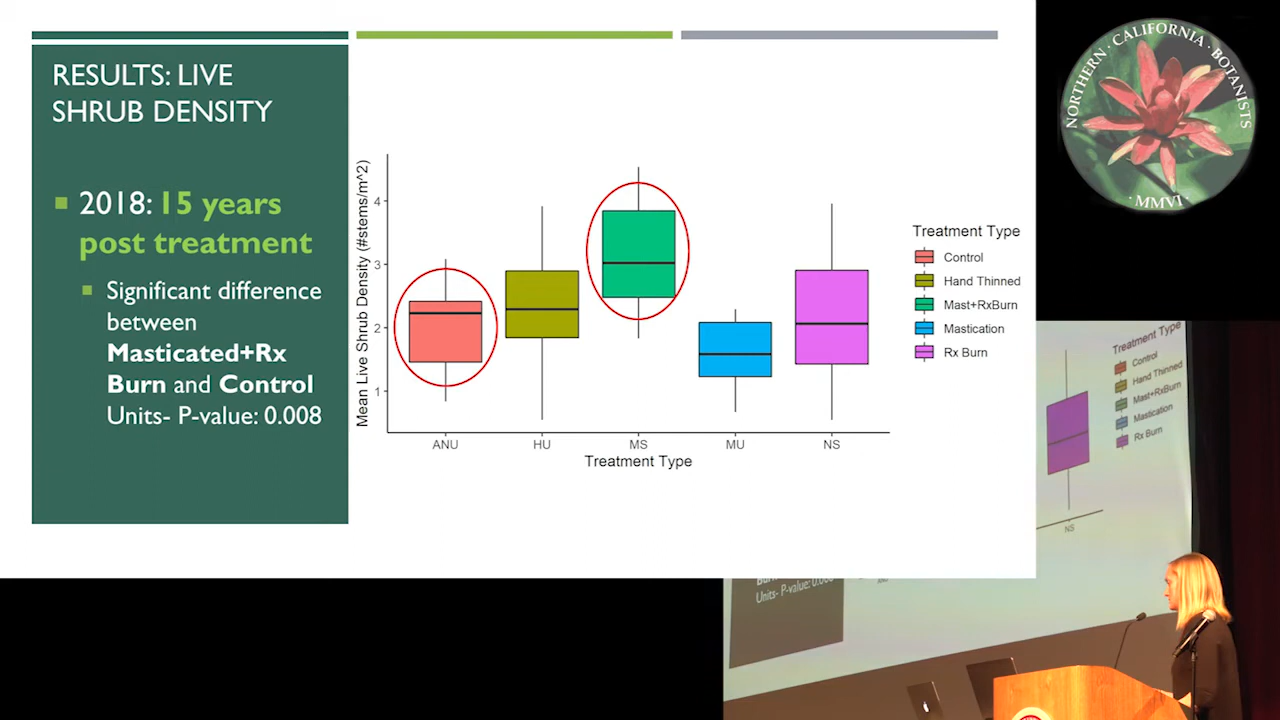 RESULTS: LIVE
SHRUB DENSITY
2018: 15 years
post treatment
Significant difference
between
Masticated+Rx
Burn and Control
Units- P-value: 0.008
Mean Live Shrub Density (#stems/m^2)
4
3
2
1
ANU
HU
MS
MU
NS
Treatment Type
Treatment Type
Control
Hand Thinned
Mast+RxBurn
Mastication
Rx Burn
NORTHERN · CALIFORNIA · BOTANISTS
· MMVI ·
Treatment Type
Control
Hand Thinned
Mast+RxBurn
Mastication
Rx Burn
NS
Units- P-value: 0.008